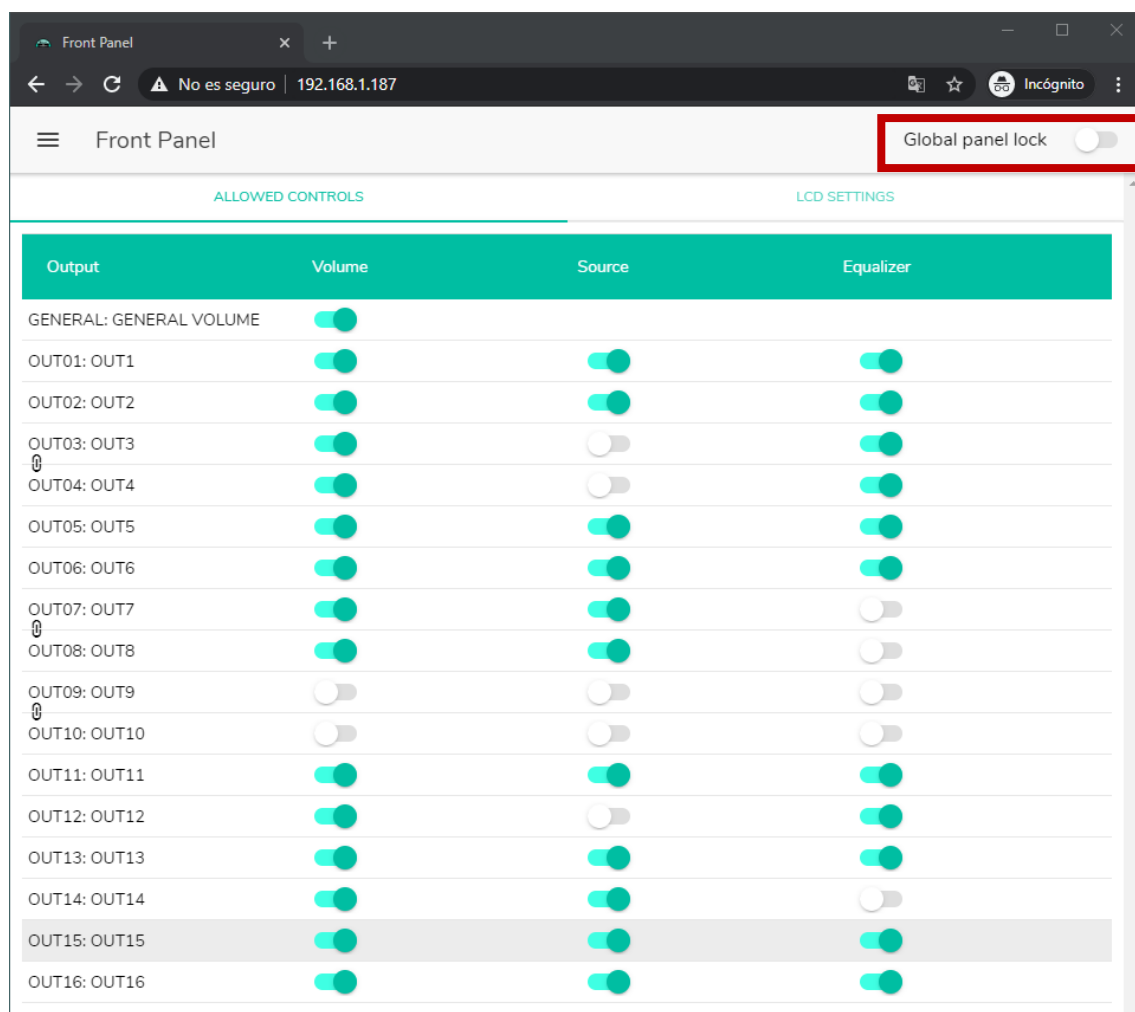 Front Panel
No es seguro | 192.168.1.187
Incógnito
Front Panel
Global panel lock
ALLOWED CONTROLS
LCD SETTINGS
Output Volume Source Equalizer
GENERAL: GENERAL VOLUME
OUT01: OUT1
OUT02: OUT2
OUT03: OUT3
OUT04: OUT4
OUT05: OUT5
OUT06: OUT6
OUT07: OUT7
OUT08: OUT8
OUT09: OUT9
OUT10: OUT10
OUT11: OUT11
OUT12: OUT12
OUT13: OUT13
OUT14: OUT14
OUT15: OUT15
OUT16: OUT16